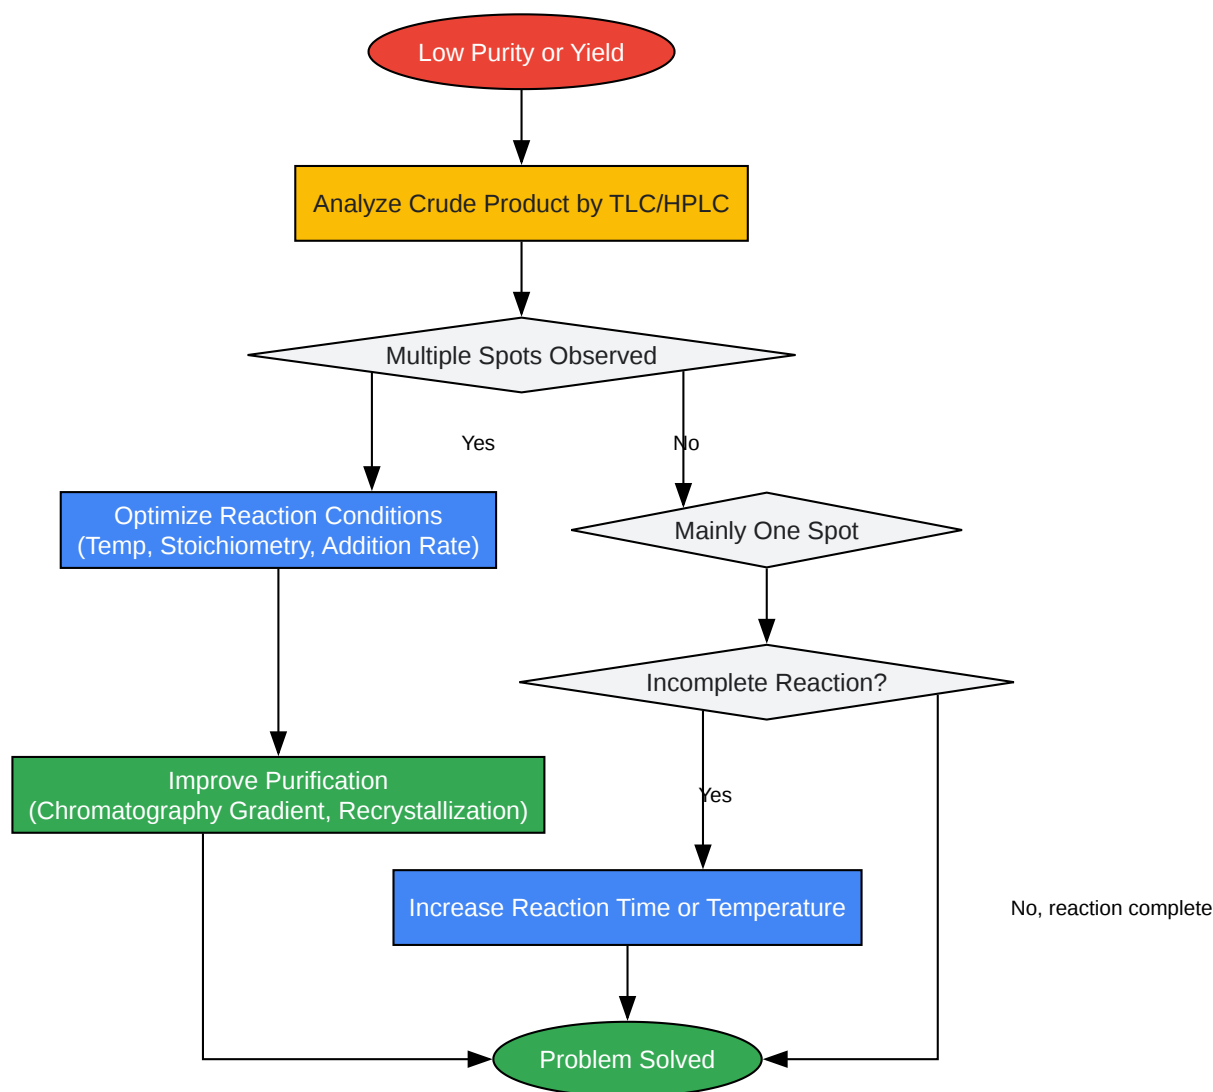 Low Purity or Yield
Analyze Crude Product by TLC/HPLC
Multiple Spots Observed
Yes
No
Optimize Reaction Conditions
(Temp, Stoichiometry, Addition Rate)
Mainly One Spot
Incomplete Reaction?
Improve Purification
(Chromatography Gradient, Recrystallization)
Yes
Increase Reaction Time or Temperature
No, reaction complete
Problem Solved